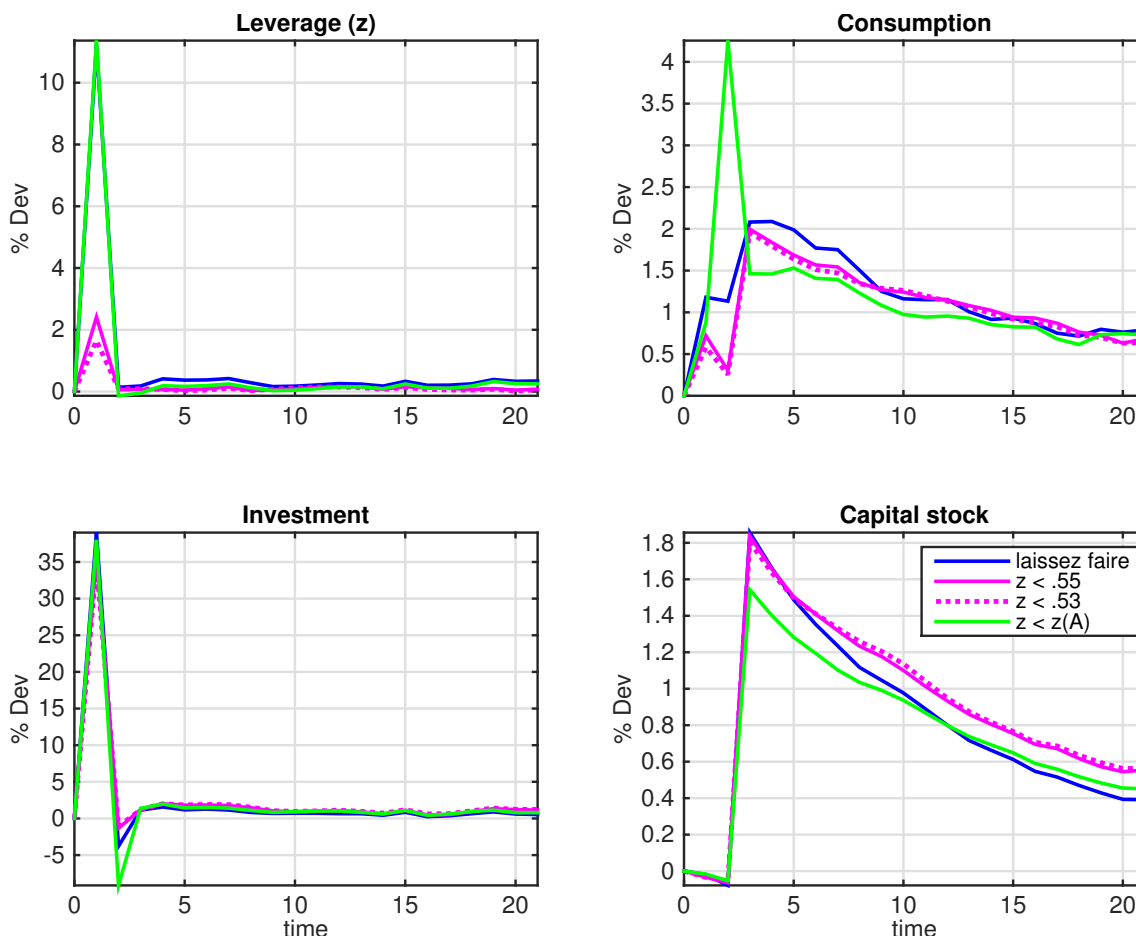 Leverage (z)
% Dev
10
8
6
4
2
0
0 5 10 15 20
Consumption
% Dev
4
3.5
3
2.5
2
1.5
1
0.5
0
0 5 10 15 20
Investment
% Dev
35
30
25
20
15
10
5
0
-5
0 5 10 15 20
time
Capital stock
% Dev
1.8
1.6
1.4
1.2
1
0.8
0.6
0.4
0.2
0
laissez faire
z < .55
z < .53
z < z(A)
0 5 10 15 20
time